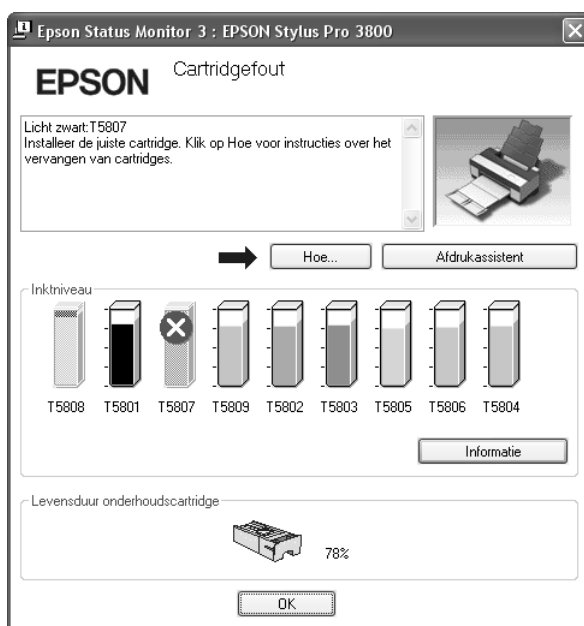 Epson Status Monitor 3 : EPSON Stylus Pro 3800
EPSON
Cartridgefout
Licht zwart:T5807
Installeer de juiste cartridge. Klik op Hoe voor instructies over het
vervangen van cartridges.
Hoe...
Afdrukassistent
Inktniveau
T5808 T5801 T5807 T5809 T5802 T5803 T5805 T5806 T5804
Informatie
Levensduur onderhoudscartridge
78%
OK